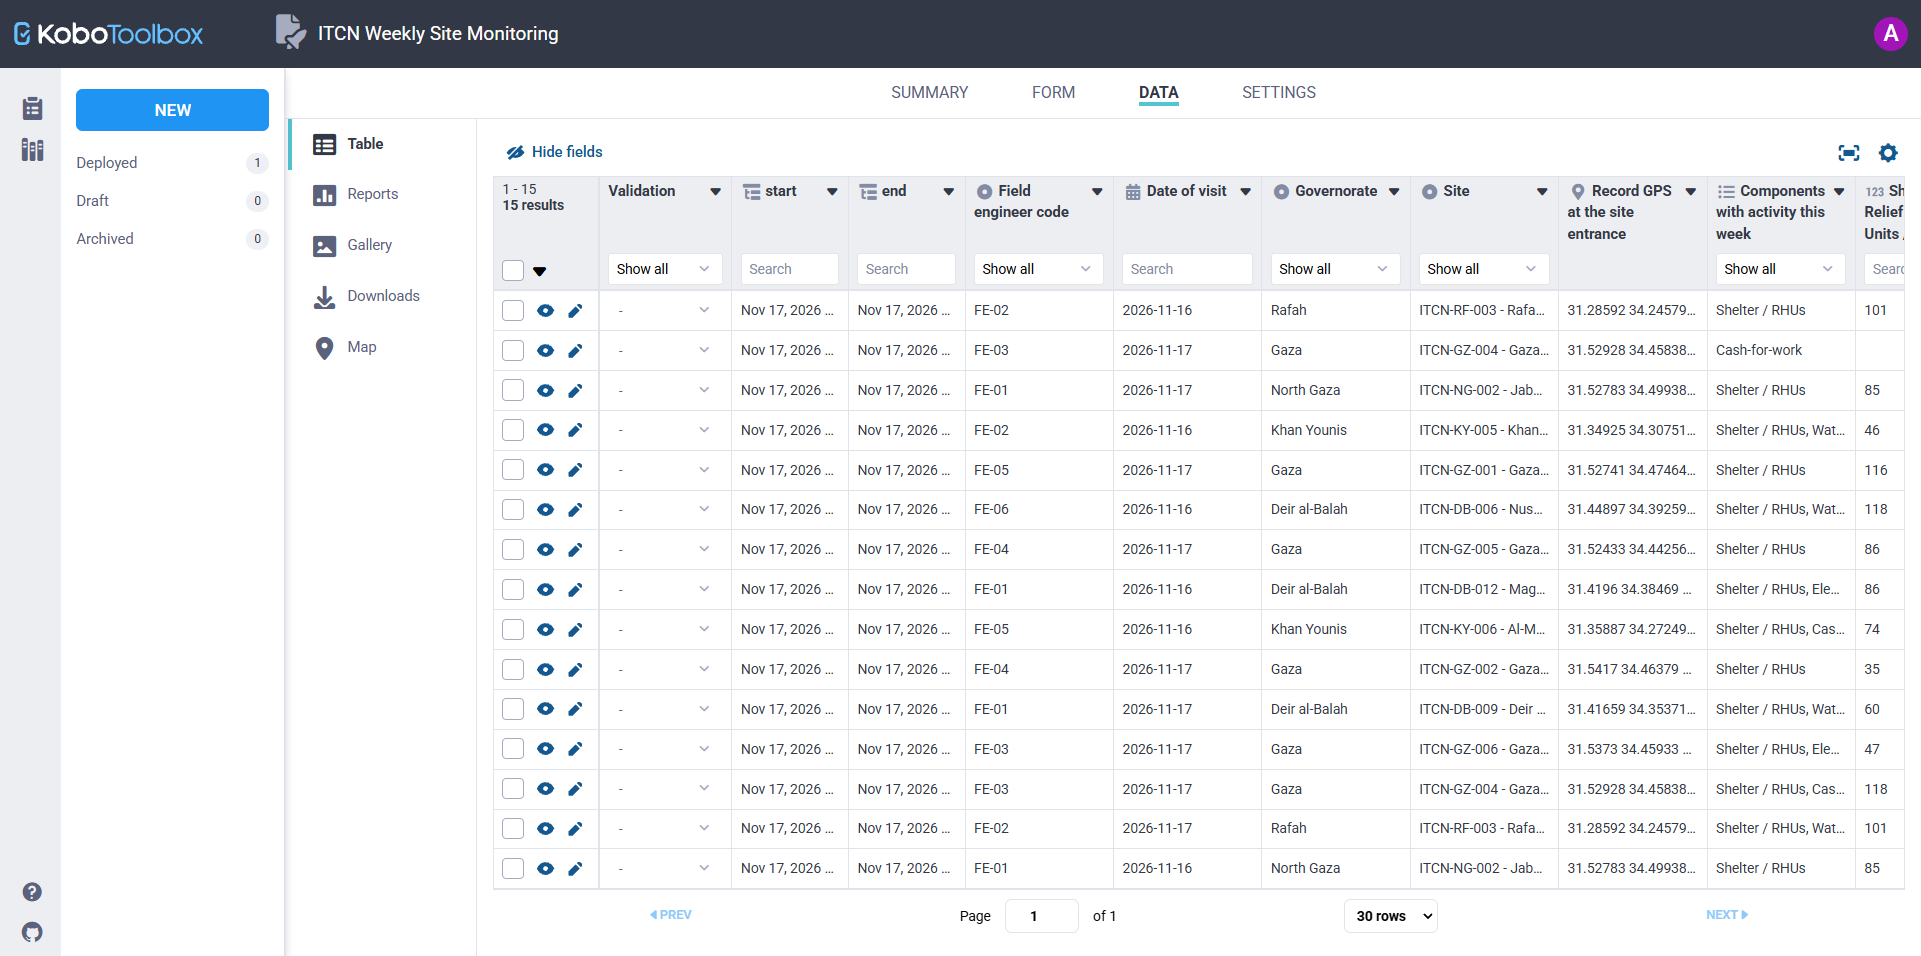 KoboToolbox
ITCN Weekly Site Monitoring
A
NEW
Deployed 1
Draft 0
Archived 0
SUMMARY FORM DATA SETTINGS
Table
Reports
Gallery
Downloads
Map
Hide fields
1 - 15
15 results
Validation
start
end
Field engineer code
Date of visit
Governorate
Site
Record GPS at the site entrance
Components with activity this week
123 Sh
Relief
Units /
Show all Search Search Show all Search Show all Show all Show all Searc
- Nov 17, 2026 ... Nov 17, 2026 ... FE-02 2026-11-16 Rafah ITCN-RF-003 - Rafa... 31.28592 34.24579... Shelter / RHUs 101
- Nov 17, 2026 ... Nov 17, 2026 ... FE-03 2026-11-17 Gaza ITCN-GZ-004 - Gaza... 31.52928 34.45838... Cash-for-work
- Nov 17, 2026 ... Nov 17, 2026 ... FE-01 2026-11-17 North Gaza ITCN-NG-002 - Jab... 31.52783 34.49938... Shelter / RHUs 85
- Nov 17, 2026 ... Nov 17, 2026 ... FE-02 2026-11-16 Khan Younis ITCN-KY-005 - Khan... 31.34925 34.30751... Shelter / RHUs, Wat... 46
- Nov 17, 2026 ... Nov 17, 2026 ... FE-05 2026-11-17 Gaza ITCN-GZ-001 - Gaza... 31.52741 34.47464... Shelter / RHUs 116
- Nov 17, 2026 ... Nov 17, 2026 ... FE-06 2026-11-16 Deir al-Balah ITCN-DB-006 - Nus... 31.44897 34.39259... Shelter / RHUs, Wat... 118
- Nov 17, 2026 ... Nov 17, 2026 ... FE-04 2026-11-17 Gaza ITCN-GZ-005 - Gaza... 31.52433 34.44256... Shelter / RHUs 86
- Nov 17, 2026 ... Nov 17, 2026 ... FE-01 2026-11-16 Deir al-Balah ITCN-DB-012 - Mag... 31.4196 34.38469 ... Shelter / RHUs, Ele... 86
- Nov 17, 2026 ... Nov 17, 2026 ... FE-05 2026-11-16 Khan Younis ITCN-KY-006 - Al-M... 31.35887 34.27249... Shelter / RHUs, Cas... 74
- Nov 17, 2026 ... Nov 17, 2026 ... FE-04 2026-11-17 Gaza ITCN-GZ-002 - Gaza... 31.5417 34.46379 ... Shelter / RHUs 35
- Nov 17, 2026 ... Nov 17, 2026 ... FE-01 2026-11-17 Deir al-Balah ITCN-DB-009 - Deir ... 31.41659 34.35371... Shelter / RHUs, Wat... 60
- Nov 17, 2026 ... Nov 17, 2026 ... FE-03 2026-11-17 Gaza ITCN-GZ-006 - Gaza... 31.5373 34.45933 ... Shelter / RHUs, Ele... 47
- Nov 17, 2026 ... Nov 17, 2026 ... FE-03 2026-11-17 Gaza ITCN-GZ-004 - Gaza... 31.52928 34.45838... Shelter / RHUs, Cas... 118
- Nov 17, 2026 ... Nov 17, 2026 ... FE-02 2026-11-17 Rafah ITCN-RF-003 - Rafa... 31.28592 34.24579... Shelter / RHUs, Wat... 101
- Nov 17, 2026 ... Nov 17, 2026 ... FE-01 2026-11-16 North Gaza ITCN-NG-002 - Jab... 31.52783 34.49938... Shelter / RHUs 85
PREV Page 1 of 1 30 rows NEXT